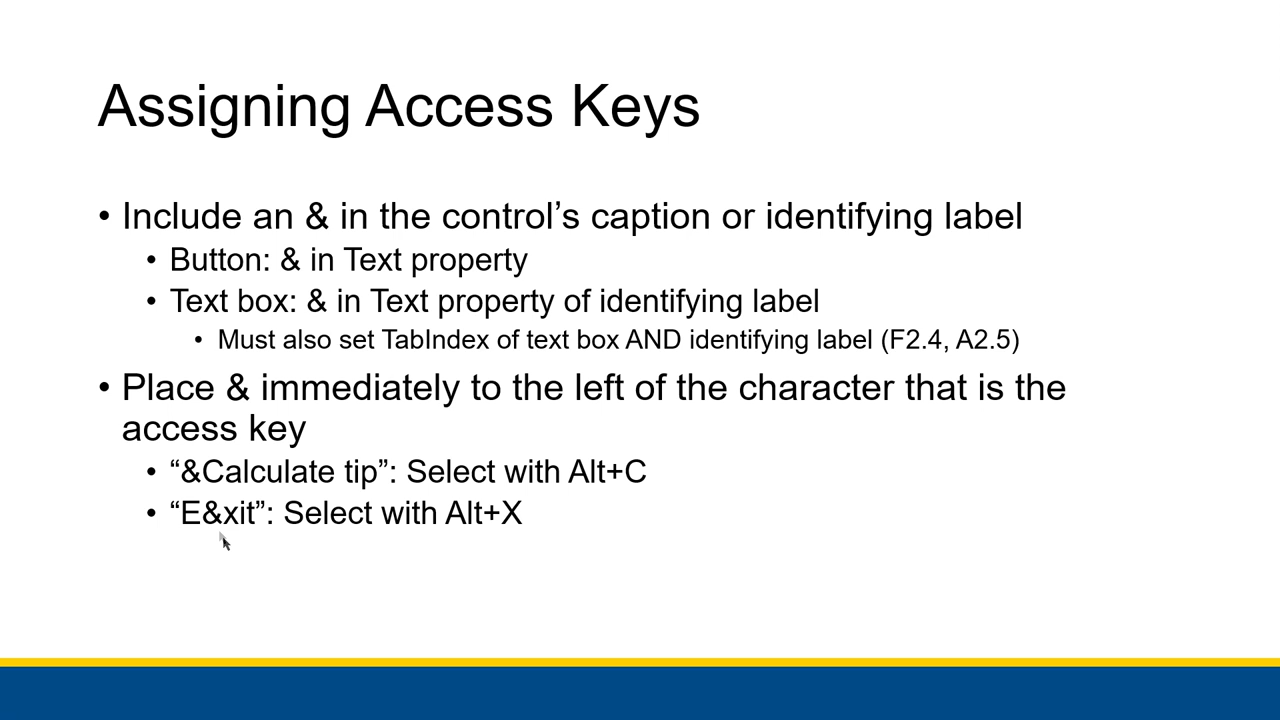 Assigning Access Keys
• Include an & in the control’s caption or identifying label
• Button: & in Text property
• Text box: & in Text property of identifying label
• Must also set TabIndex of text box AND identifying label (F2.4, A2.5)
• Place & immediately to the left of the character that is the
access key
• “&Calculate tip”: Select with Alt+C
• “E&xit”: Select with Alt+X